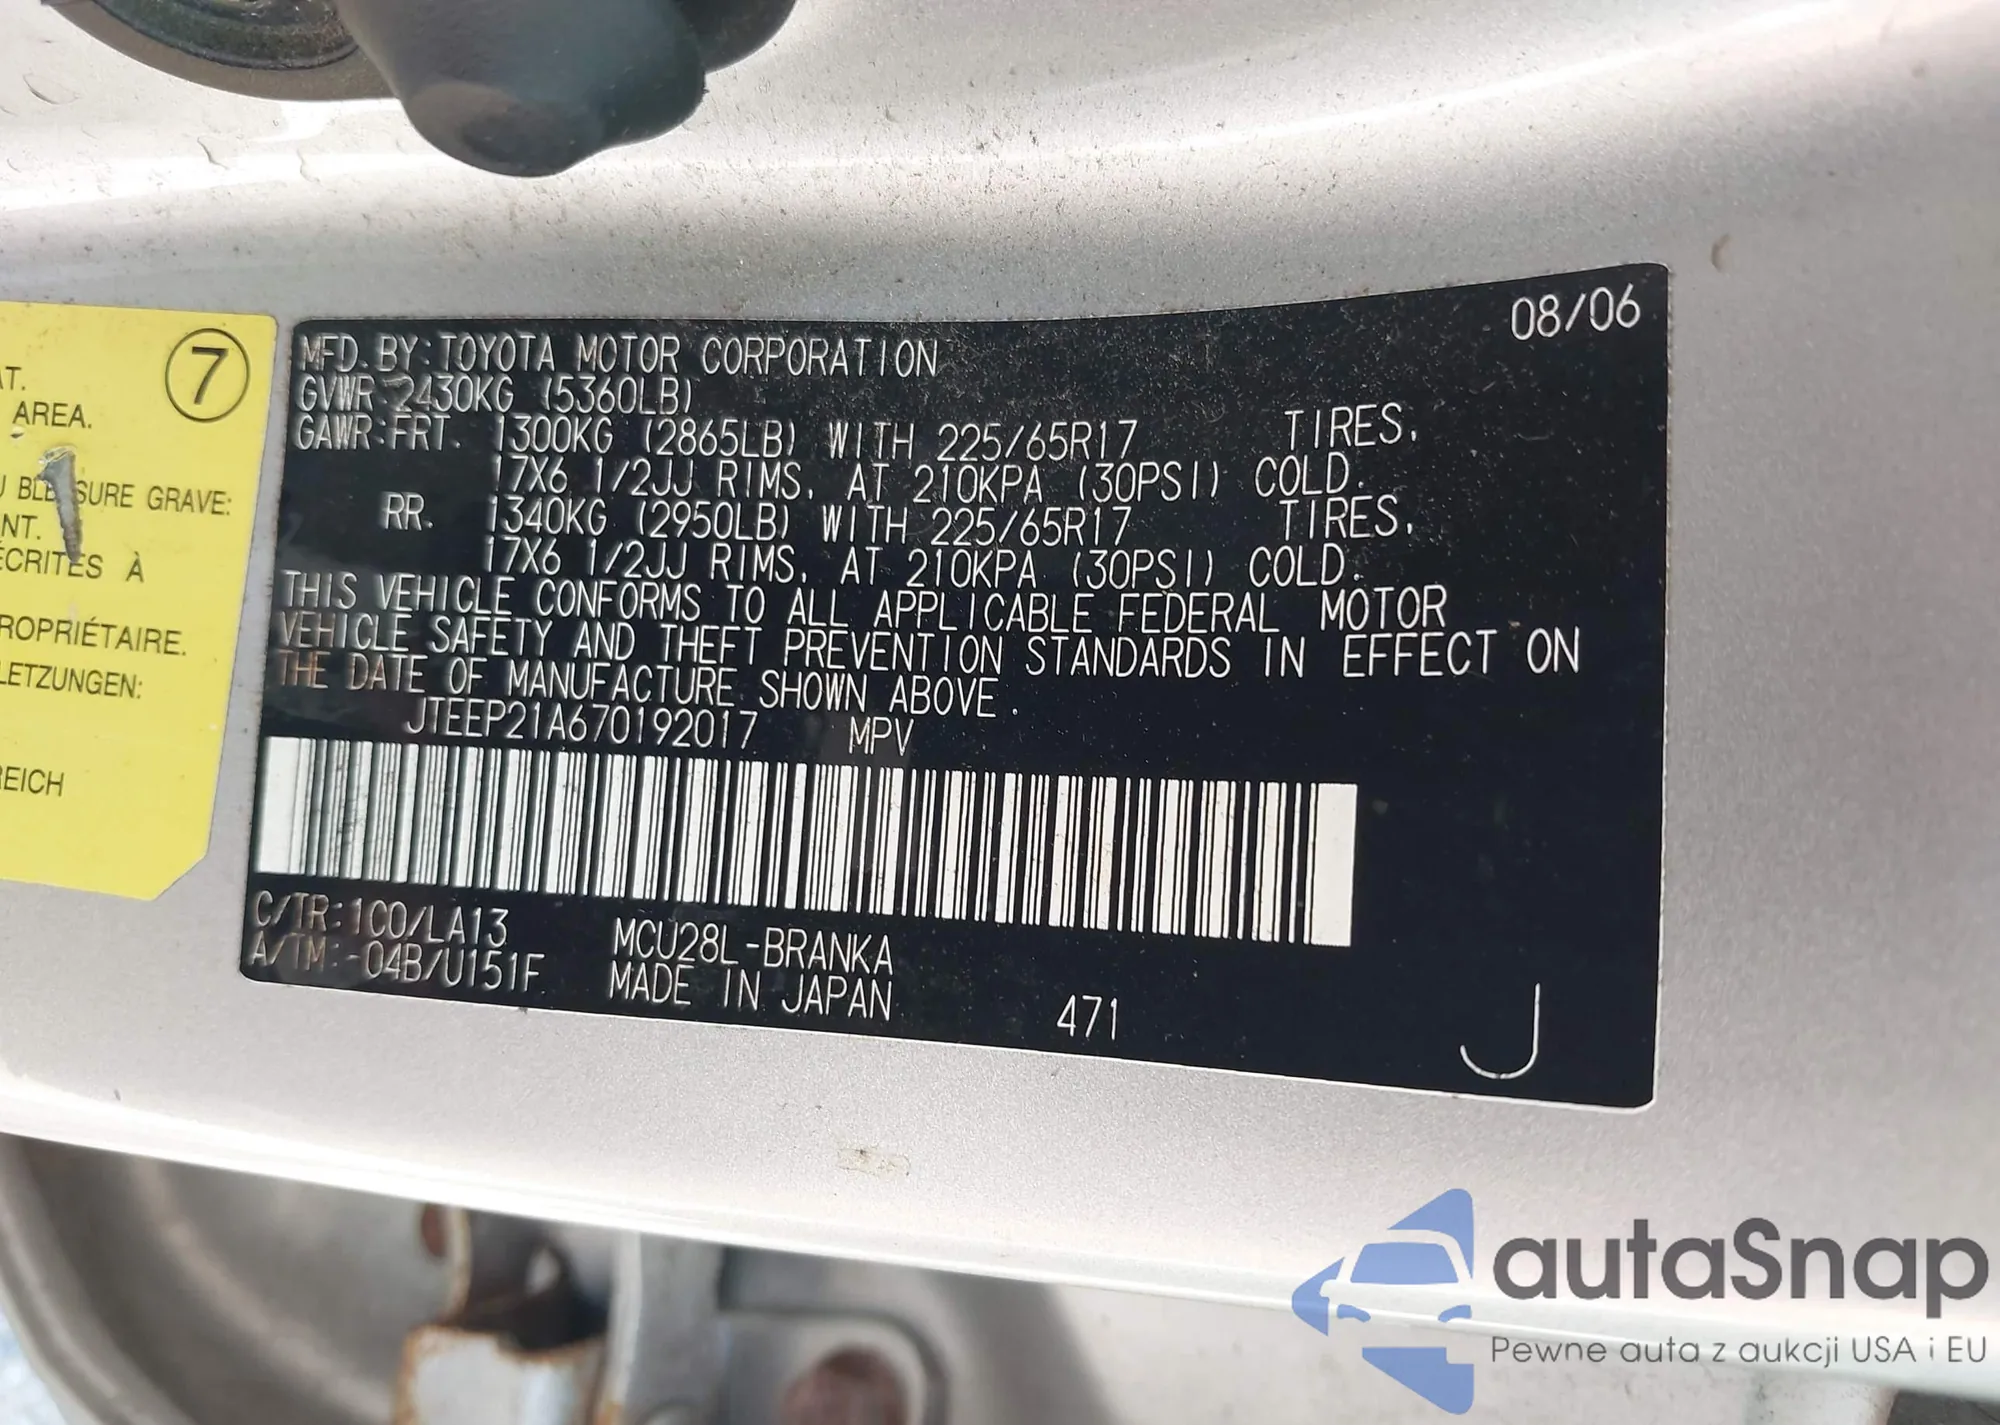 08/06
MFD. BY: TOYOTA MOTOR CORPORATION
GVWR 2430KG (5360LB)
GAWR FRT. 1300KG (2865LB) WITH 225/65R17 TIRES,
17X6 1/2JJ RIMS, AT 210KPA (30PSI) COLD.
RR. 1340KG (2950LB) WITH 225/65R17 TIRES,
17X6 1/2JJ RIMS, AT 210KPA (30PSI) COLD.
THIS VEHICLE CONFORMS TO ALL APPLICABLE FEDERAL MOTOR
VEHICLE SAFETY AND THEFT PREVENTION STANDARDS IN EFFECT ON
THE DATE OF MANUFACTURE SHOWN ABOVE.
JTEEP21A670192017 MPV
C/TR: 1C0/LA13 MCU28L-BRANKA
A/TM: -04B/U151F MADE IN JAPAN 471 J
7
AT.
AREA.
SURE GRAVE:
NT.
ÉCRITES À
ROPRIÉTAIRE.
LETZUNGEN:
REICH
autaSnap
Pewne auta z aukcji USA i EU